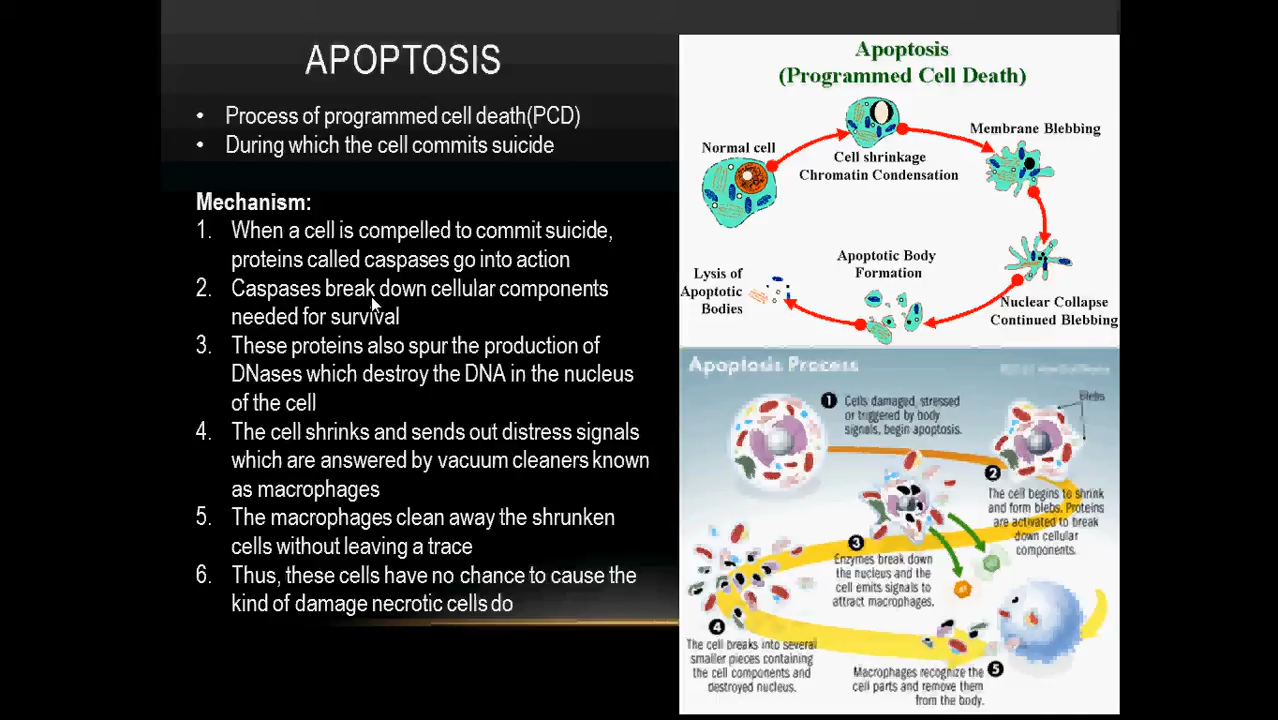 APOPTOSIS
• Process of programmed cell death(PCD)
• During which the cell commits suicide
Mechanism:
1. When a cell is compelled to commit suicide,
proteins called caspases go into action
2. Caspases break down cellular components
needed for survival
3. These proteins also spur the production of
DNases which destroy the DNA in the nucleus
of the cell
4. The cell shrinks and sends out distress signals
which are answered by vacuum cleaners known
as macrophages
5. The macrophages clean away the shrunken
cells without leaving a trace
6. Thus, these cells have no chance to cause the
kind of damage necrotic cells do
Apoptosis
(Programmed Cell Death)
Normal cell
Cell shrinkage
Chromatin Condensation
Membrane Blebbing
Nuclear Collapse
Continued Blebbing
Apoptotic Body
Formation
Lysis of
Apoptotic
Bodies
Apoptosis Process
1 Cells damaged, stressed
or triggered by body
signals, begin apoptosis.
Blebs
2
The cell begins to shrink
and form blebs. Proteins
are activated to break
down cellular
components.
3
Enzymes break down
the nucleus and the
cell emits signals to
attract macrophages.
4
The cell breaks into several
smaller pieces containing
the cell components and
destroyed nucleus.
5
Macrophages recognize the
cell parts and remove them
from the body.